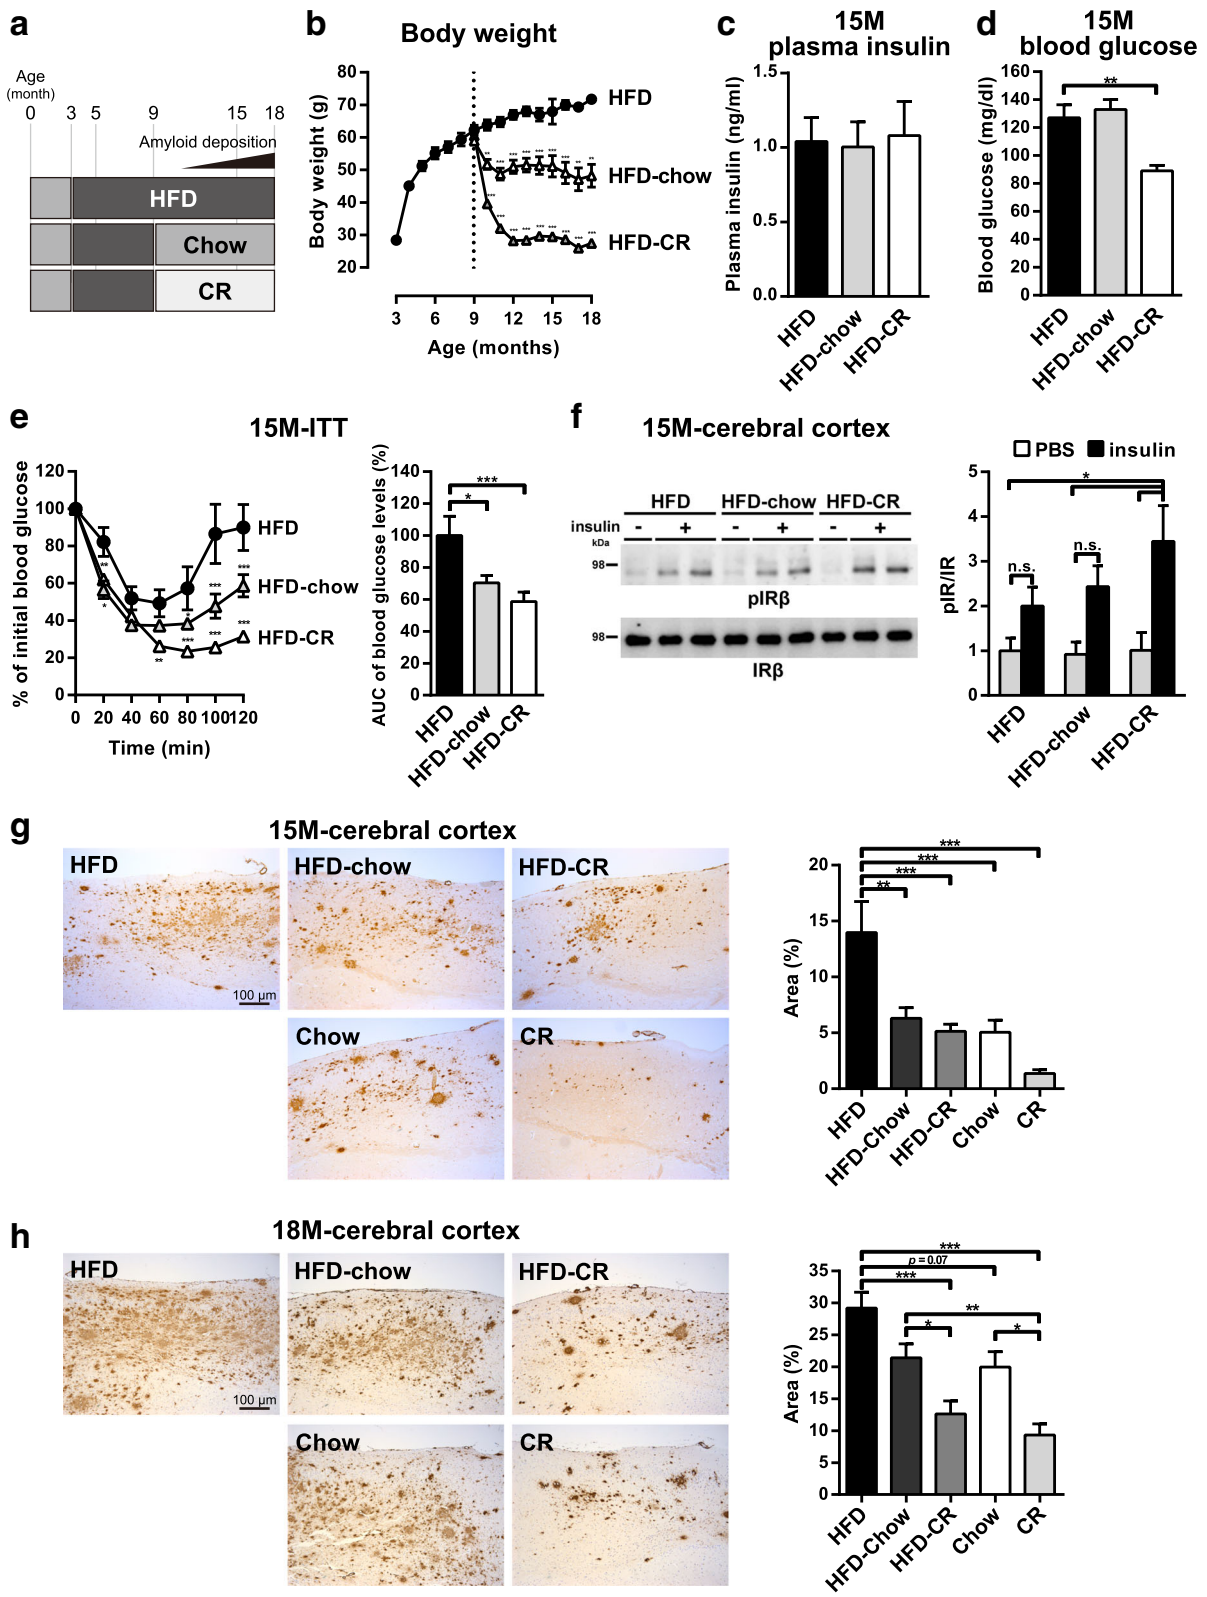 a
Age
(month)
0 3 5 9 15 18
Amyloid deposition
HFD
Chow
CR
b
Body weight
Body weight (g)
80
70
60
50
40
30
20
HFD
HFD-chow
HFD-CR
3 6 9 12 15 18
Age (months)
c
15M
plasma insulin
Plasma insulin (ng/ml)
1.5
1.0
0.5
0.0
HFD
HFD-chow
HFD-CR
d
15M
blood glucose
Blood glucose (mg/dl)
160
140
120
100
80
60
40
20
0
**
HFD
HFD-chow
HFD-CR
e
15M-ITT
% of initial blood glucose
120
100
80
60
40
20
0
HFD
HFD-chow
HFD-CR
0 20 40 60 80 100120
Time (min)
AUC of blood glucose levels (%)
140
120
100
80
60
40
20
0
***
*
HFD
HFD-chow
HFD-CR
f
15M-cerebral cortex
HFD HFD-chow HFD-CR
insulin - + - + - +
kDa
98
pIRβ
98
IRβ
PBS insulin
pIR/IR
5
4
3
2
1
0
*
n.s.
n.s.
HFD
HFD-chow
HFD-CR
g
15M-cerebral cortex
HFD
HFD-chow
HFD-CR
100 µm
Chow
CR
Area (%)
20
15
10
5
0
***
***
***
**
HFD
HFD-Chow
HFD-CR
Chow
CR
h
18M-cerebral cortex
HFD
HFD-chow
HFD-CR
100 µm
Chow
CR
Area (%)
35
30
25
20
15
10
5
0
***
p = 0.07
***
**
*
*
HFD
HFD-Chow
HFD-CR
Chow
CR